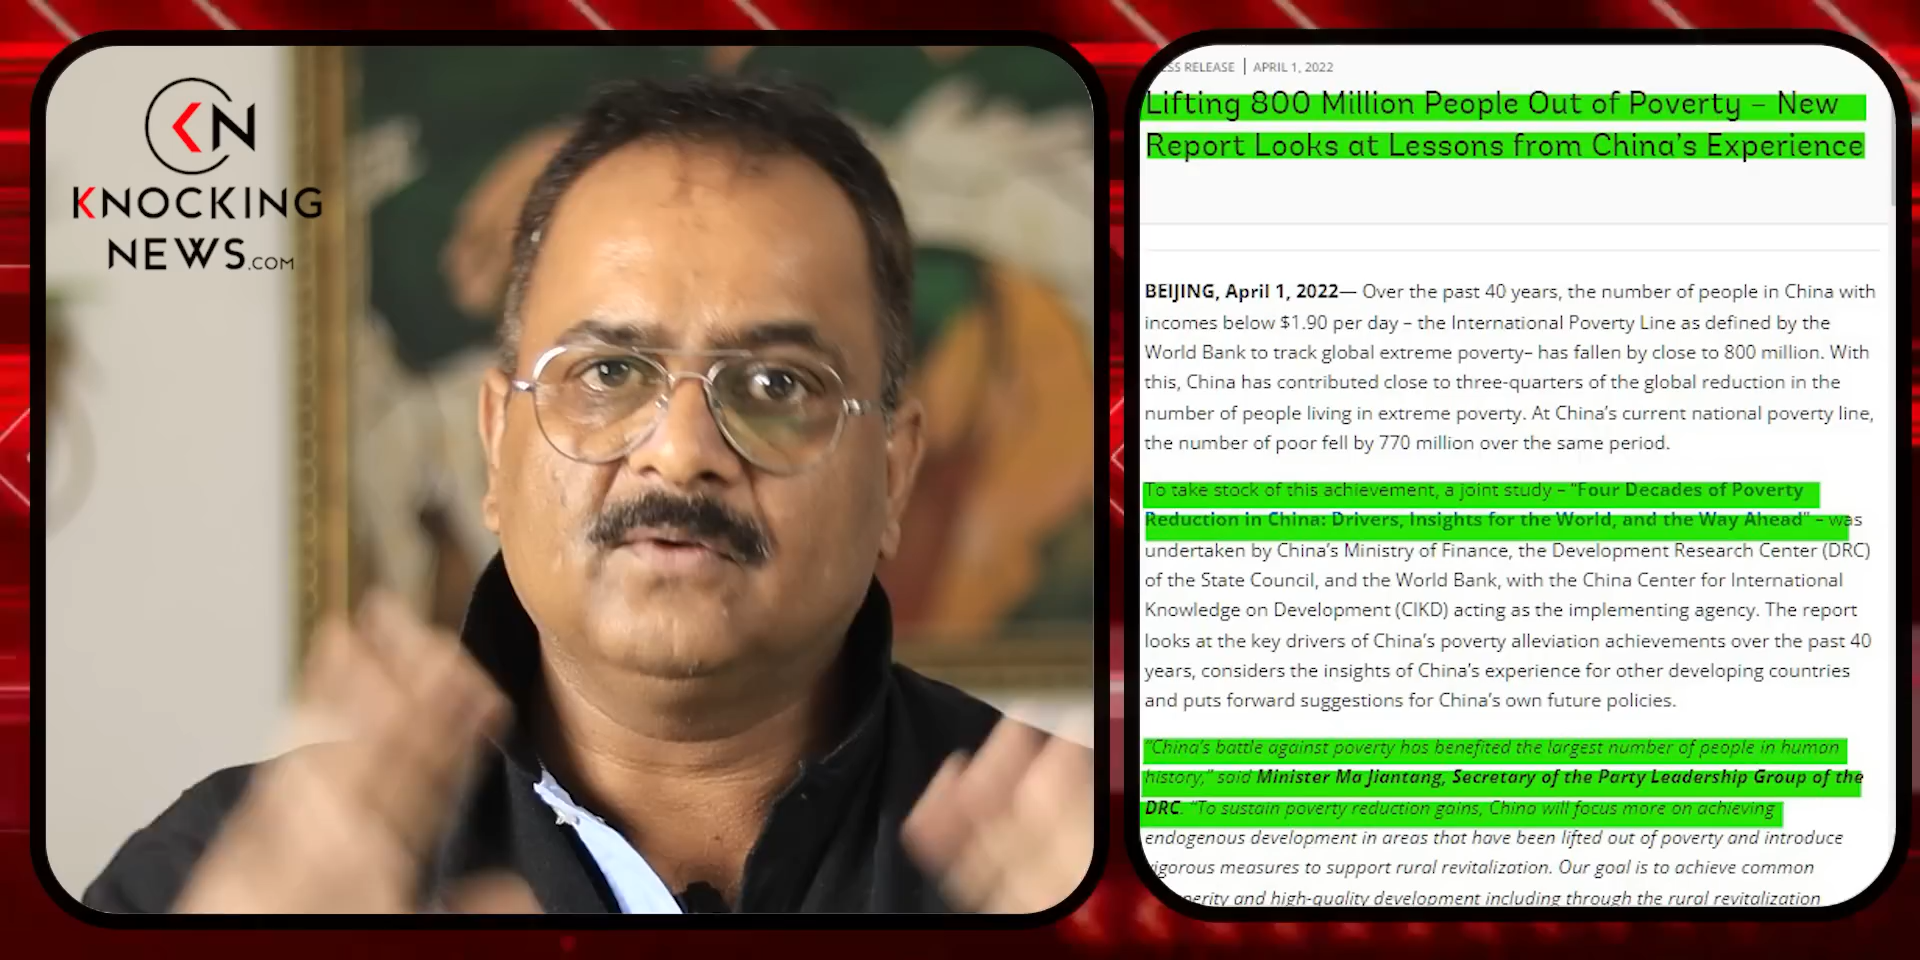 KN
KNOCKING
NEWS.COM
RELEASE | APRIL 1, 2022
Lifting 800 Million People Out of Poverty – New
Report Looks at Lessons from China's Experience
BEIJING, April 1, 2022— Over the past 40 years, the number of people in China with
incomes below $1.90 per day – the International Poverty Line as defined by the
World Bank to track global extreme poverty– has fallen by close to 800 million. With
this, China has contributed close to three-quarters of the global reduction in the
number of people living in extreme poverty. At China's current national poverty line,
the number of poor fell by 770 million over the same period.
To take stock of this achievement, a joint study – "Four Decades of Poverty
Reduction in China: Drivers, Insights for the World, and the Way Ahead" – was
undertaken by China's Ministry of Finance, the Development Research Center (DRC)
of the State Council, and the World Bank, with the China Center for International
Knowledge on Development (CIKD) acting as the implementing agency. The report
looks at the key drivers of China's poverty alleviation achievements over the past 40
years, considers the insights of China's experience for other developing countries
and puts forward suggestions for China's own future policies.
"China's battle against poverty has benefited the largest number of people in human
history," said Minister Ma Jiantang, Secretary of the Party Leadership Group of the
DRC. "To sustain poverty reduction gains, China will focus more on achieving
endogenous development in areas that have been lifted out of poverty and introduce
vigorous measures to support rural revitalization. Our goal is to achieve common
and high-quality development including through the rural revitalization